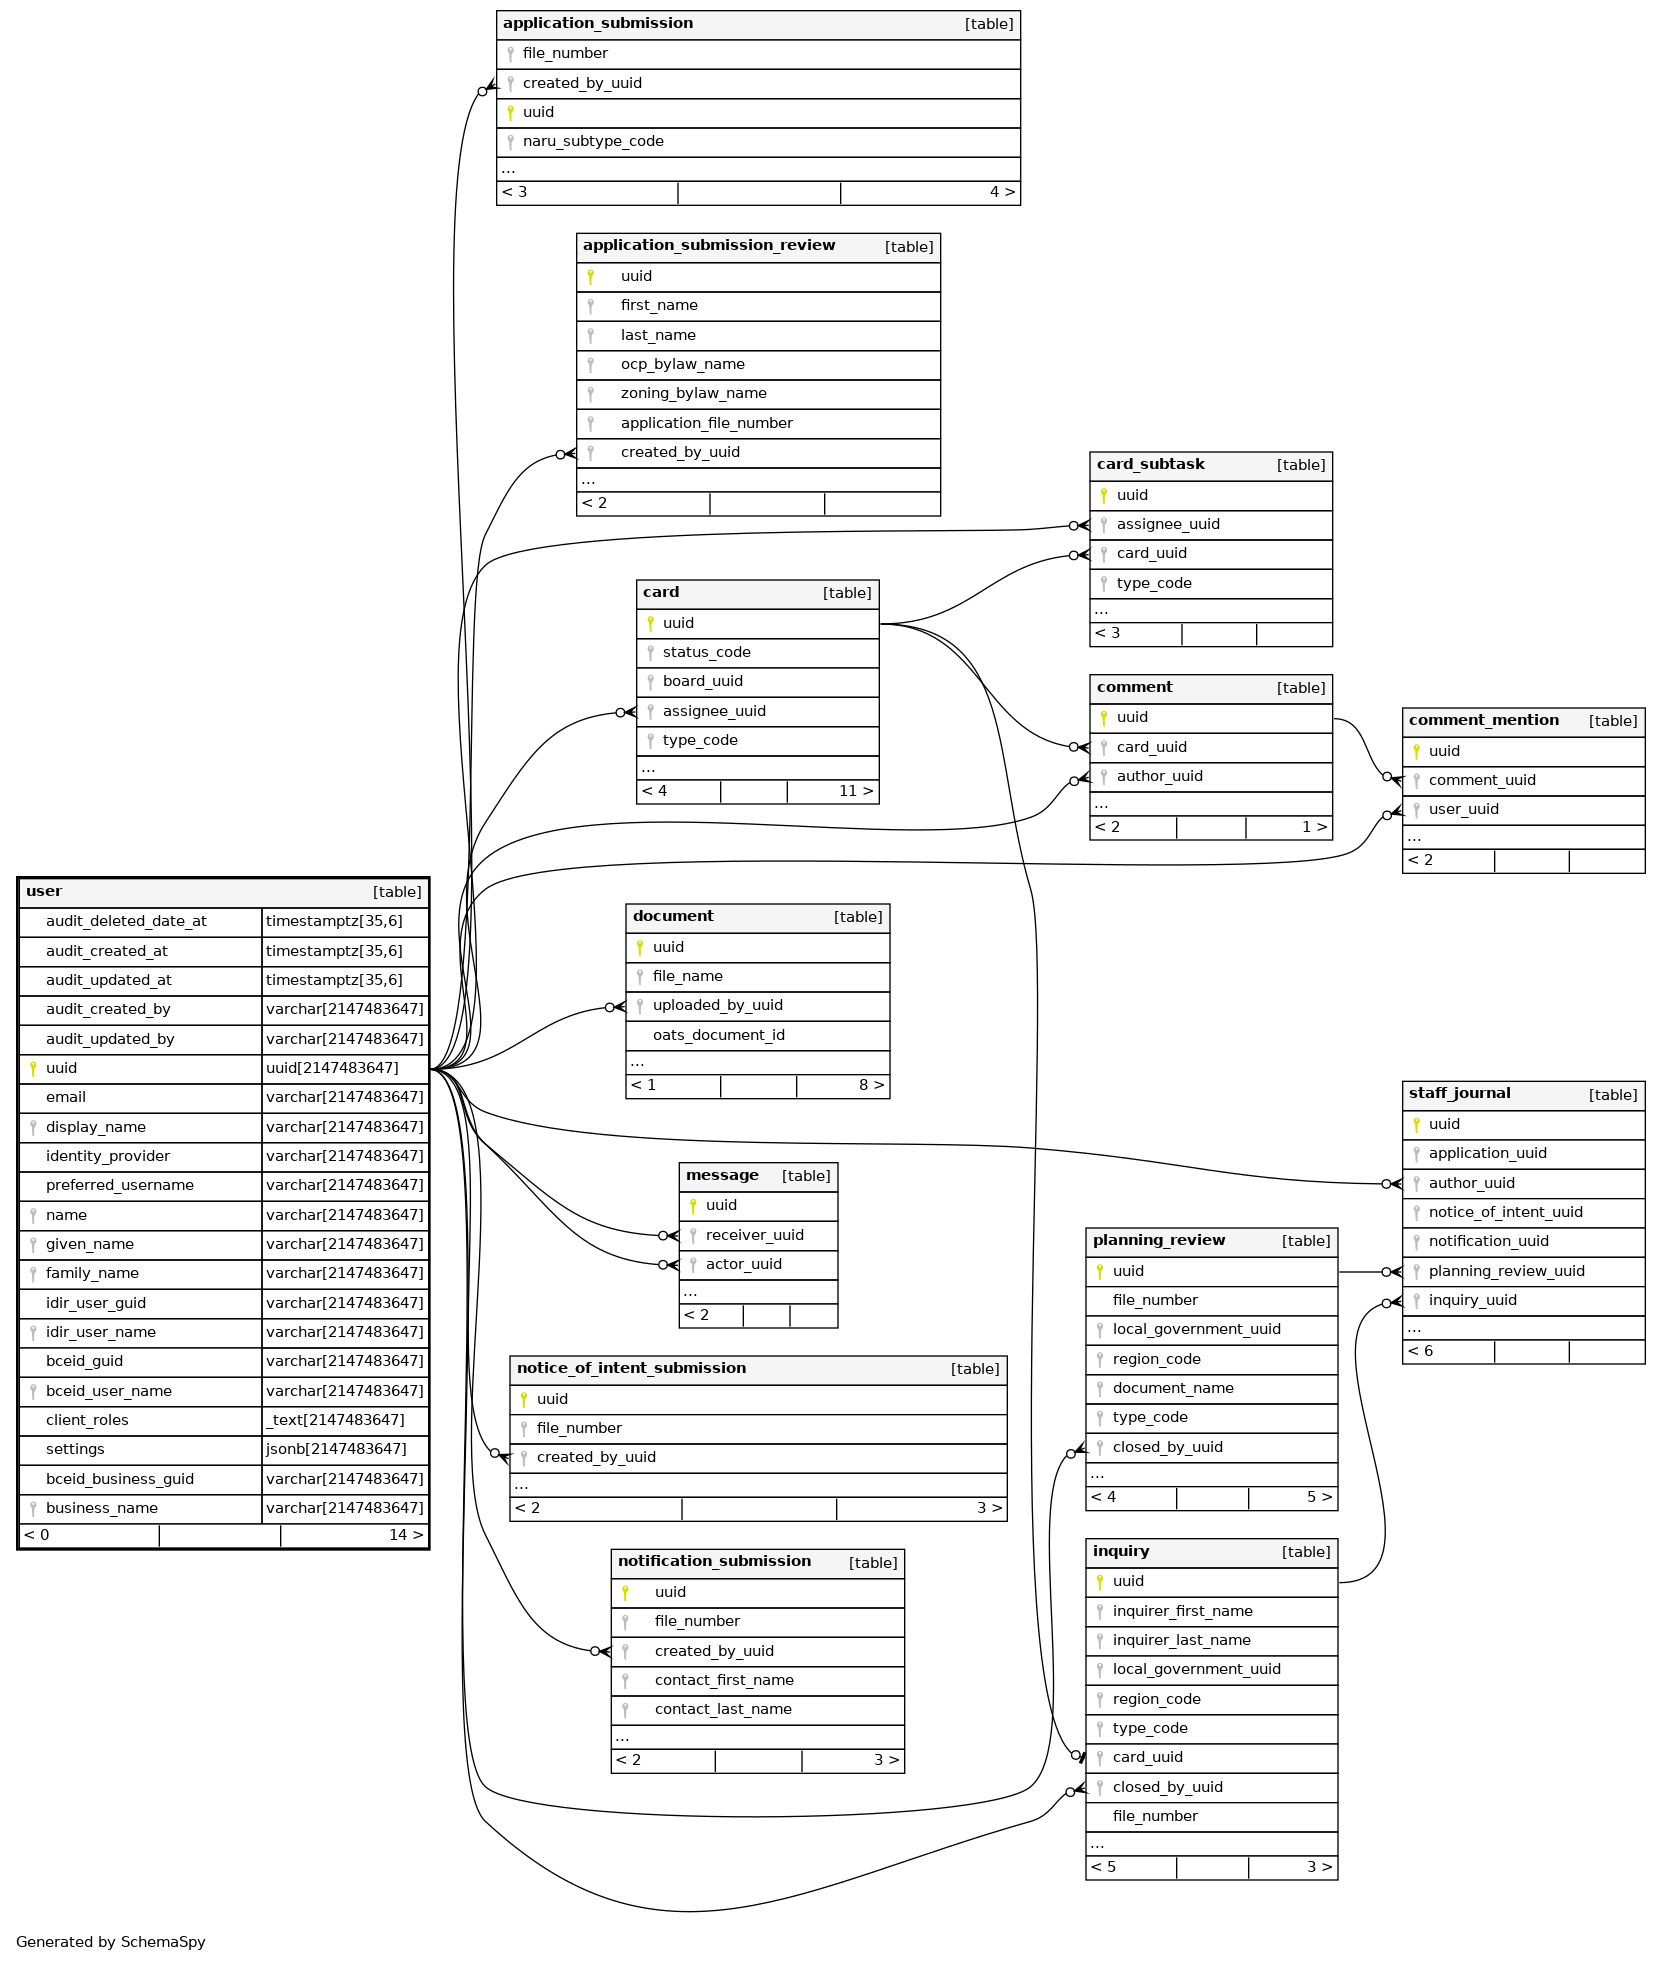 application_submission [table]
file_number
created_by_uuid
uuid
naru_subtype_code
...
< 3 4 >
application_submission_review [table]
uuid
first_name
last_name
ocp_bylaw_name
zoning_bylaw_name
application_file_number
created_by_uuid
...
< 2
card_subtask [table]
uuid
assignee_uuid
card_uuid
type_code
...
< 3
card [table]
uuid
status_code
board_uuid
assignee_uuid
type_code
...
< 4 11 >
comment [table]
uuid
card_uuid
author_uuid
...
< 2 1 >
comment_mention [table]
uuid
comment_uuid
user_uuid
...
< 2
user [table]
audit_deleted_date_at timestamptz[35,6]
audit_created_at timestamptz[35,6]
audit_updated_at timestamptz[35,6]
audit_created_by varchar[2147483647]
audit_updated_by varchar[2147483647]
uuid uuid[2147483647]
email varchar[2147483647]
display_name varchar[2147483647]
identity_provider varchar[2147483647]
preferred_username varchar[2147483647]
name varchar[2147483647]
given_name varchar[2147483647]
family_name varchar[2147483647]
idir_user_guid varchar[2147483647]
idir_user_name varchar[2147483647]
bceid_guid varchar[2147483647]
bceid_user_name varchar[2147483647]
client_roles _text[2147483647]
settings jsonb[2147483647]
bceid_business_guid varchar[2147483647]
business_name varchar[2147483647]
< 0 14 >
document [table]
uuid
file_name
uploaded_by_uuid
oats_document_id
...
< 1 8 >
staff_journal [table]
uuid
application_uuid
author_uuid
notice_of_intent_uuid
notification_uuid
planning_review_uuid
inquiry_uuid
...
< 6
message [table]
uuid
receiver_uuid
actor_uuid
...
< 2
planning_review [table]
uuid
file_number
local_government_uuid
region_code
document_name
type_code
closed_by_uuid
...
< 4 5 >
notice_of_intent_submission [table]
uuid
file_number
created_by_uuid
...
< 2 3 >
inquiry [table]
uuid
inquirer_first_name
inquirer_last_name
local_government_uuid
region_code
type_code
card_uuid
closed_by_uuid
file_number
...
< 5 3 >
notification_submission [table]
uuid
file_number
created_by_uuid
contact_first_name
contact_last_name
...
< 2 3 >
Generated by SchemaSpy